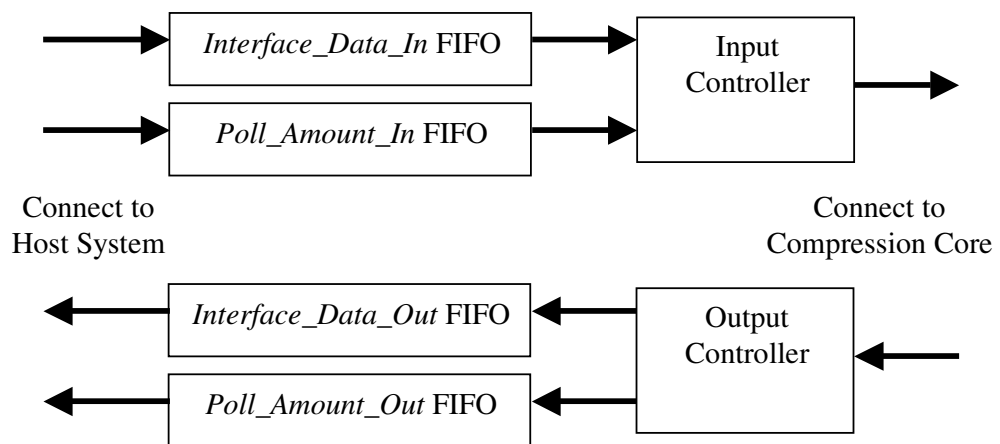 Interface_Data_In FIFO
Input
Controller
Poll_Amount_In FIFO
Connect to
Host System
Connect to
Compression Core
Interface_Data_Out FIFO
Output
Controller
Poll_Amount_Out FIFO